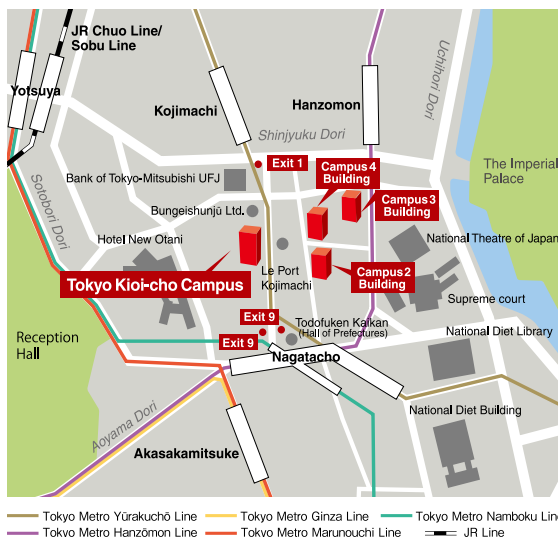 JR Chuo Line/
Sobu Line
Yotsuya
Kojimachi
Hanzomon
Uchibori Dori
Shinjyuku Dori
Exit 1
Campus 4
Building
Bank of Tokyo-Mitsubishi UFJ
The Imperial
Palace
Sotobori Dori
Campus 3
Building
Bungeishunjū Ltd.
Hotel New Otani
National Theatre of Japan
Tokyo Kioi-cho Campus
Le Port
Kojimachi
Campus 2
Building
Supreme court
Exit 9
Todofuken Kaikan
(Hall of Prefectures)
National Diet Library
Reception
Hall
Exit 9
Nagatacho
Aoyama Dori
National Diet Building
Akasakamitsuke
Tokyo Metro Yūrakuchō Line
Tokyo Metro Ginza Line
Tokyo Metro Namboku Line
Tokyo Metro Hanzōmon Line
Tokyo Metro Marunouchi Line
JR Line